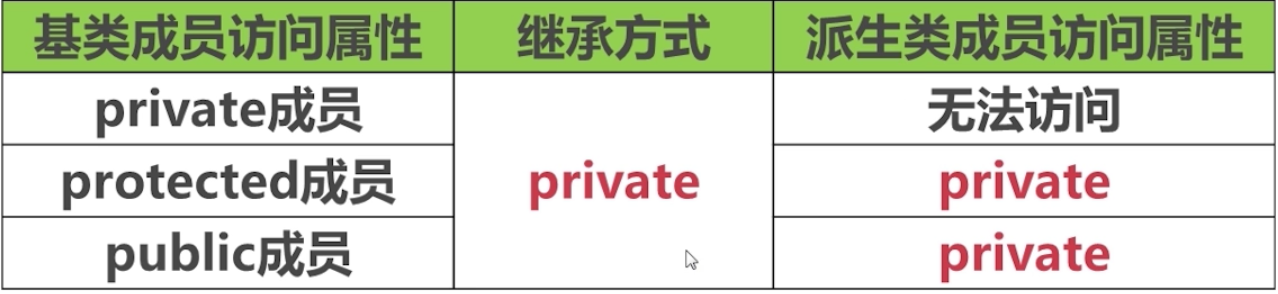 基类成员访问属性 继承方式 派生类成员访问属性
private成员 无法访问
protected成员 private private
public成员 private